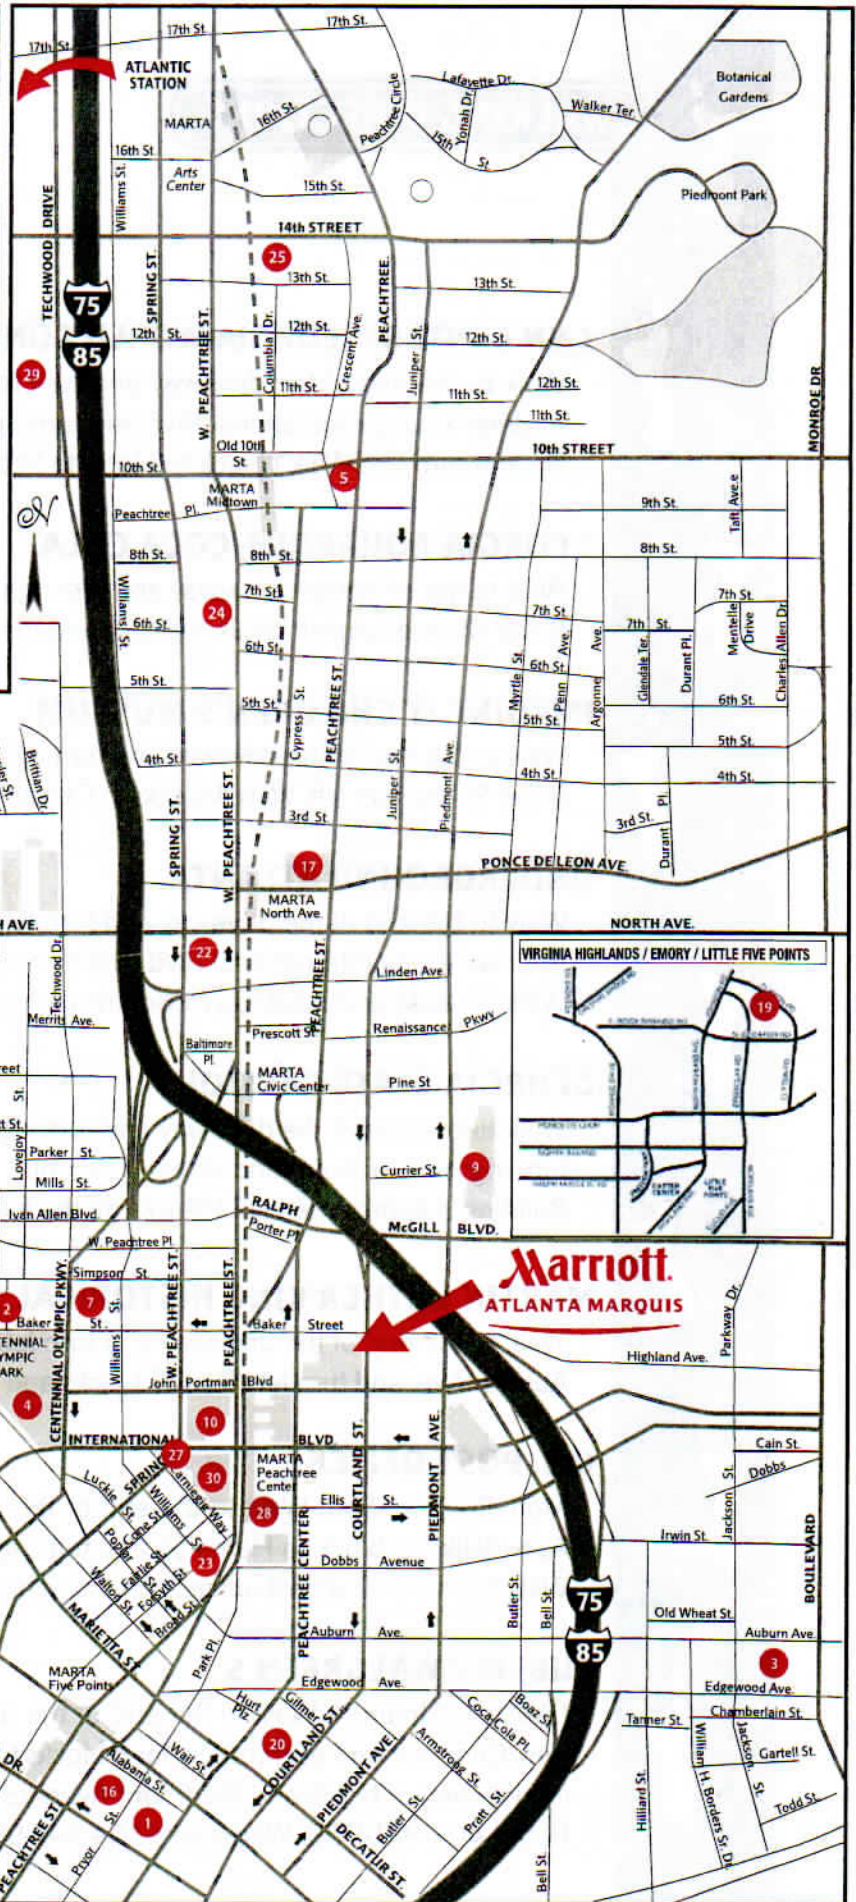 17th St.
17th St.
17th St.
ATLANTIC
STATION
MARTA
16th St.
Peachtree Circle
Lafayette Dr.
Yonah Dr.
15th
St
Walker Ter.
Botanical
Gardens
16th St.
Arts
Center
15th St.
Williams St.
Piedmont Park
TECHWOOD DRIVE
14th STREET
25
SPRING ST.
13th St.
13th St.
PEACHTREE.
75
85
12th St.
W. PEACHTREE ST.
Columbia Dr.
12th St.
Crescent Ave.
Juniper St.
12th St.
29
11th St.
11th St.
12th St.
11th St.
MONROE DR
Old 10th
St.
10th STREET
10th St.
5
MARTA
Midtown
Peachtree Pl.
N
9th St.
Taft Ave.e
8th St.
8th St.
8th St.
Williams St.
7th St.
24
6th St.
6th St.
7th St.
7th St.
7th St.
Mentelle
Drive
Charles Allen Dr.
Myrtle St
Penn Ave.
Argonne Ave.
Glendale Ter.
Durant Pl.
6th St.
6th St.
5th St.
5th St.
Cypress St.
PEACHTREE ST.
5th St.
5th St.
Brittian Dr.
4th St.
Juniper St.
Piedmont Ave.
4th St.
4th St.
SPRING ST.
W. PEACHTREE ST.
3rd St.
3rd St.
Durant Pl.
17
PONCE DE LEON AVE.
MARTA
North Ave.
H AVE.
NORTH AVE.
22
Techwood Dr.
PEACHTREE ST.
Linden Ave.
VIRGINIA HIGHLANDS / EMORY / LITTLE FIVE POINTS
19
PONCE DE LEON
CARTER
CENTER
LITTLE
FIVE
POINTS
Merrits Ave.
Prescott St.
Renaissance Pkwy
Baltimore
Pl.
MARTA
Civic Center
Pine St
reet
t St.
Lovejoy St.
Parker St.
Mills St.
Currier St.
9
Ivan Allen Blvd.
RALPH McGILL BLVD.
Porter Pl.
W. Peachtree Pl.
Marriott.
ATLANTA MARQUIS
CENTENNIAL OLYMPIC PKWY.
Simpson St.
W. PEACHTREE ST.
PEACHTREE ST.
2
7
Baker St.
Williams St.
Baker Street
Parkway Dr.
Highland Ave.
TENNIAL
YMPIC
ARK
4
John Portman Blvd
10
INTERNATIONAL BLVD.
COURTLAND ST.
PIEDMONT AVE.
27
SPRING
30
MARTA
Peachtree
Center
Cain St.
Dobbs
Luckie St.
Williams St
Carnegie Way
28
Ellis St.
Jackson St.
Cone St.
Poplar
Fairlie St.
Walton St.
Forsyth St
23
Broad St.
PEACHTREE CENTER
Dobbs Avenue
Irwin St.
BOULEVARD
Butler St.
Bell St.
75
85
Old Wheat St.
MARIETTA ST.
Park Pl.
Auburn Ave.
Auburn Ave.
3
MARTA
Five Points
Edgewood Ave.
Edgewood Ave.
Hurt
Plz
Gilmer St.
Coca Cola Pl.
Boaz St
Chamberlain St.
Tanner St.
20
COURTLAND ST.
PIEDMONT AVE.
Armstrong St
William H. Borders Sr. Dr.
Jackson St.
Gartell St.
DR.
Alabama St.
Wall St.
16
1
Pryor St.
PEACHTREE ST.
Butler St.
Pratt St.
DECATUR ST.
Hilliard St.
Todd St.
Bell St.